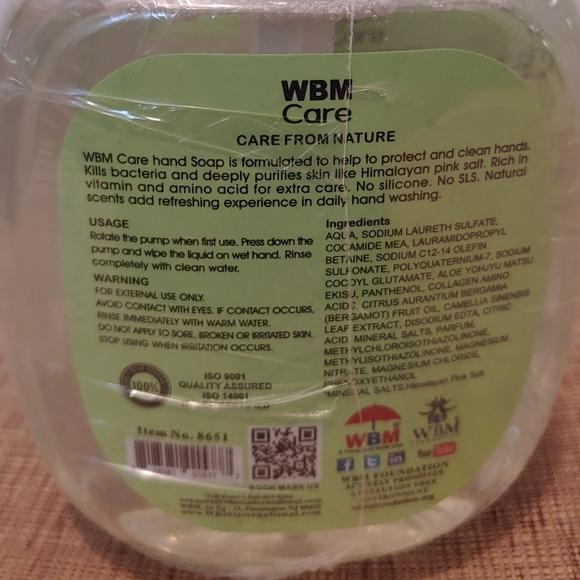 WBM
Care
CARE FROM NATURE
WBM Care hand Soap is formulated to help to protect and clean hands.
Kills bacteria and deeply purifies skin like Himalayan pink salt. Rich in
vitamin and amino acid for extra care. No silicone. No SLS. Natural
scents add refreshing experience in daily hand washing.
USAGE
Rotate the pump when first use. Press down the
pump and wipe the liquid on wet hand. Rinse
completely with clean water.
WARNING
FOR EXTERNAL USE ONLY.
AVOID CONTACT WITH EYES. IF CONTACT OCCURS,
RINSE IMMEDIATELY WITH WARM WATER.
DO NOT APPLY TO SORE, BROKEN OR IRRITATED SKIN.
STOP USING WHEN IRRITATION OCCURS.
Ingredients
AQUA, SODIUM LAURETH SULFATE,
COCAMIDE MEA, LAURAMIDOPROPYL
BETAINE, SODIUM C12-14 OLEFIN
SULFONATE, POLYQUATERNIUM-7, SODIUM
COCOYL GLUTAMATE, ALOE YOHYU MATSU
EKISU, PANTHENOL, COLLAGEN AMINO
ACIDS, CITRUS AURANTIUM BERGAMIA
(BERGAMOT) FRUIT OIL, CAMELLIA SINENSIS
LEAF EXTRACT, DISODIUM EDTA, CITRIC
ACID, MINERAL SALTS, PARFUM,
METHYLCHLOROISOTHIAZOLINONE,
METHYLISOTHIAZOLINONE, MAGNESIUM
NITRATE, MAGNESIUM CHLORIDE,
PHENOXYETHANOL
*MINERAL SALTS:Himalayan Pink Salt
100%
ISO 9001
QUALITY ASSURED
ISO 14001
Item No. 8651
BOOK MARK US
WBM
WBM
You Tube
WBM FOUNDATION
ACTIVELY PROMOTES
A POLLUTION FREE
ENVIRONMENT